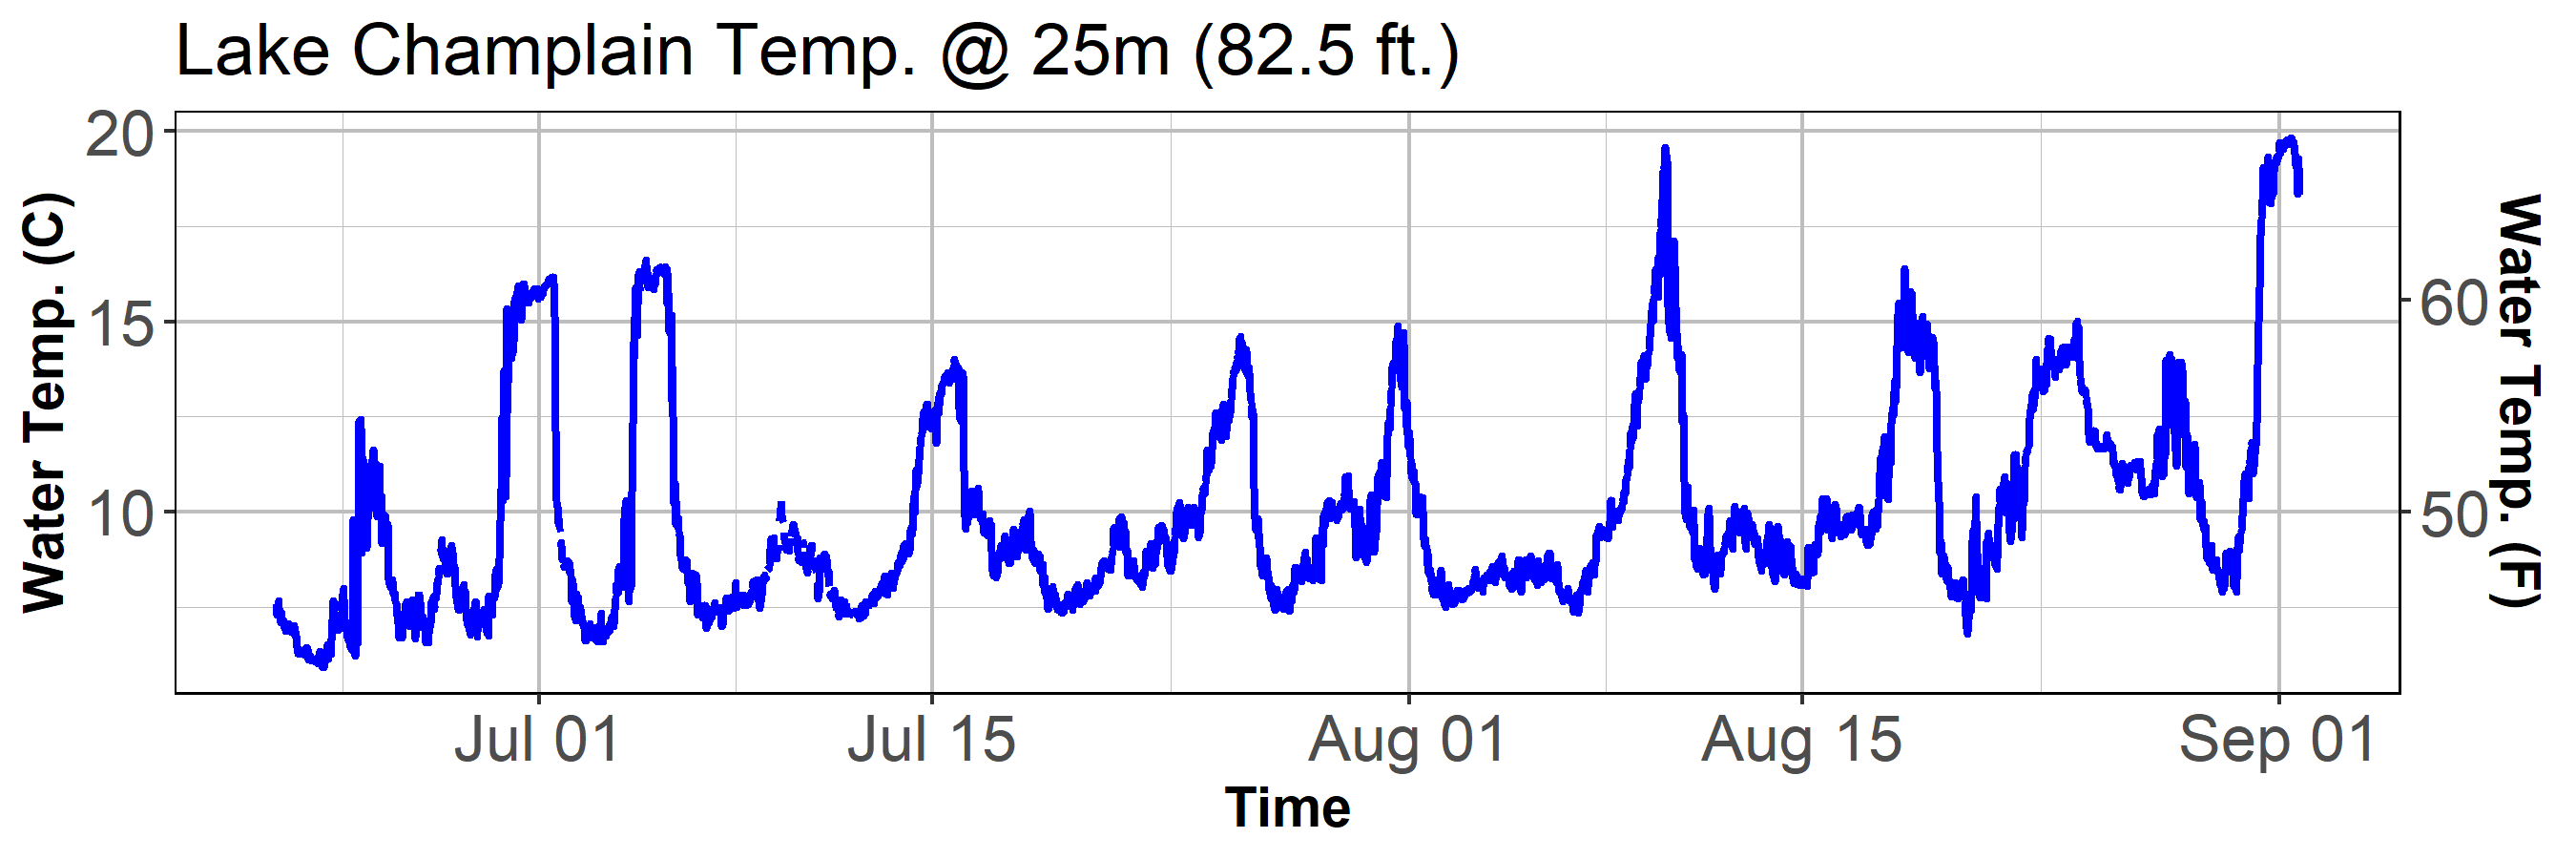 Lake Champlain Temp. @ 25m (82.5 ft.)
Water Temp. (C)
20
15
10
60
50
Water Temp. (F)
Jul 01
Jul 15
Aug 01
Aug 15
Sep 01
Time